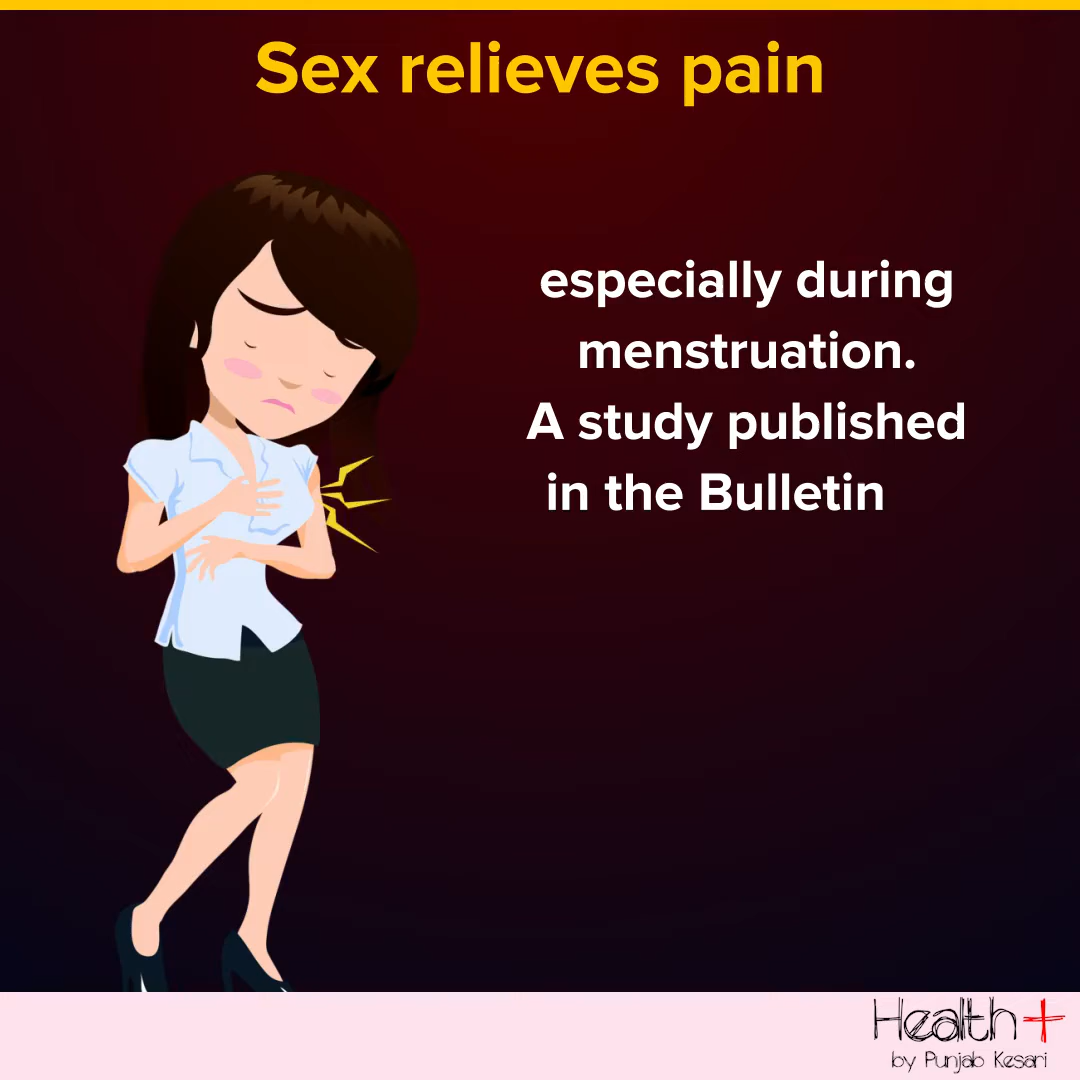 Sex relieves pain
especially during
menstruation.
A study published
in the Bulletin
Health+
by Punjab Kesari